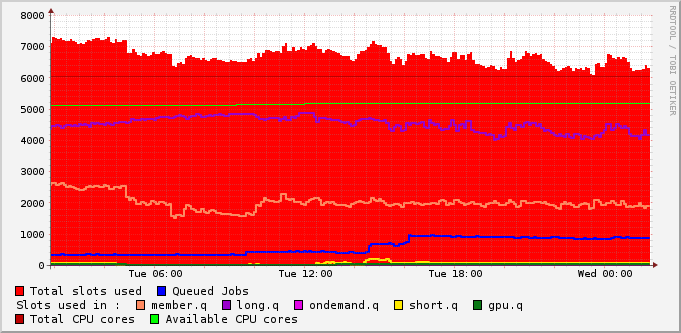 8000
7000
6000
5000
4000
3000
2000
1000
0
Tue 06:00 Tue 12:00 Tue 18:00 Wed 00:00
Total slots used Queued Jobs
Slots used in : member.q long.q ondemand.q short.q gpu.q
Total CPU cores Available CPU cores
RRDTOOL / TOBI OETIKER